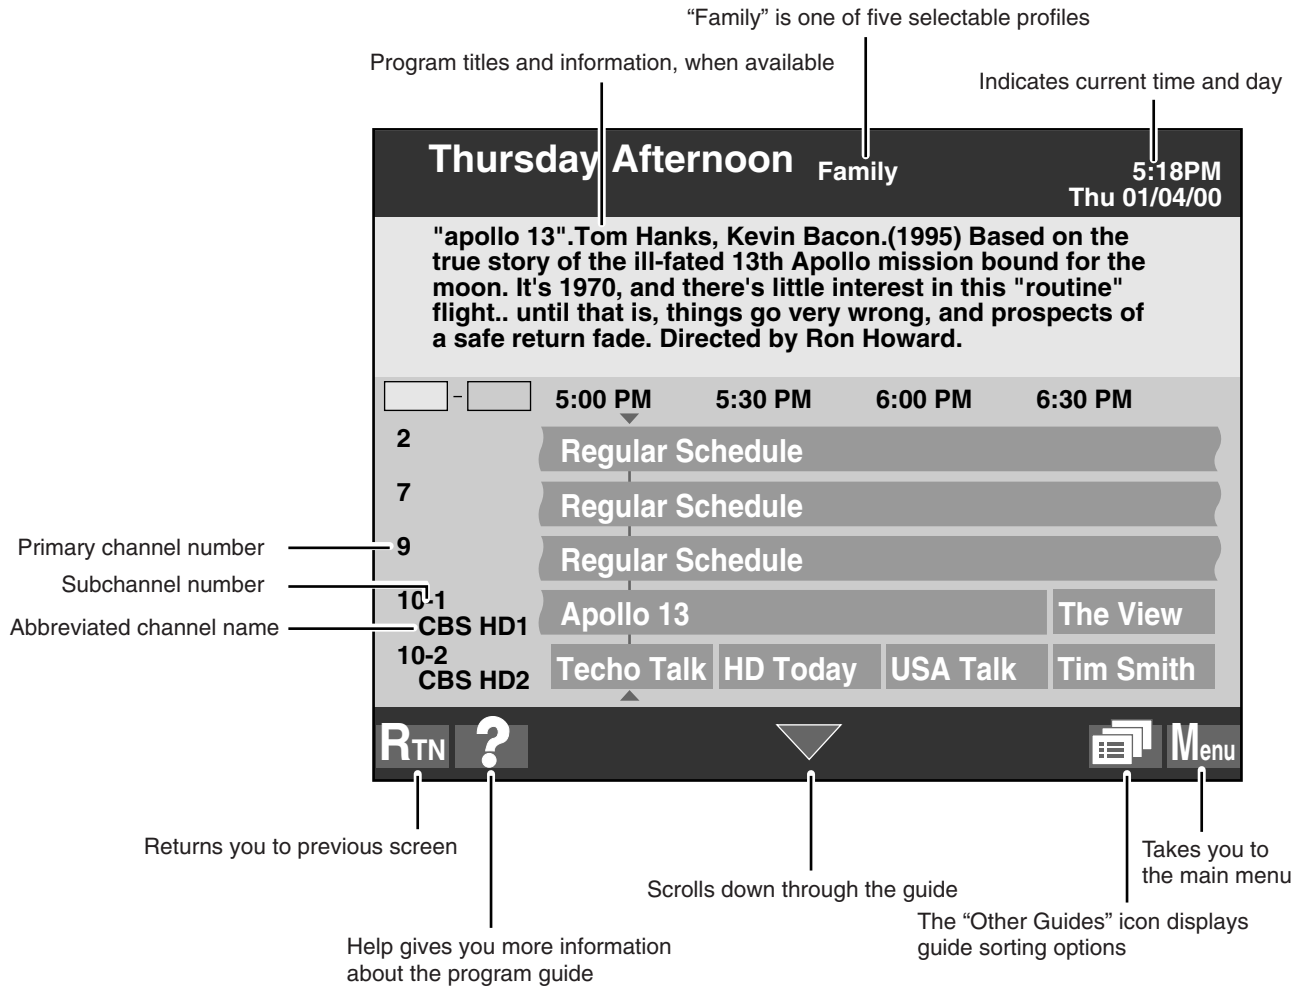 “Family” is one of five selectable profiles
Program titles and information, when available
Indicates current time and day
Thursday Afternoon Family
5:18PM
Thu 01/04/00
"apollo 13".Tom Hanks, Kevin Bacon.(1995) Based on the
true story of the ill-fated 13th Apollo mission bound for the
moon. It's 1970, and there's little interest in this "routine"
flight.. until that is, things go very wrong, and prospects of
a safe return fade. Directed by Ron Howard.
– 5:00 PM 5:30 PM 6:00 PM 6:30 PM
2 Regular Schedule
7 Regular Schedule
Primary channel number 9 Regular Schedule
Subchannel number
10-1
Abbreviated channel name CBS HD1 Apollo 13 The View
10-2
CBS HD2 Techo Talk HD Today USA Talk Tim Smith
RTN ? Menu
Returns you to previous screen
Takes you to
the main menu
Scrolls down through the guide
The “Other Guides” icon displays
guide sorting options
Help gives you more information
about the program guide